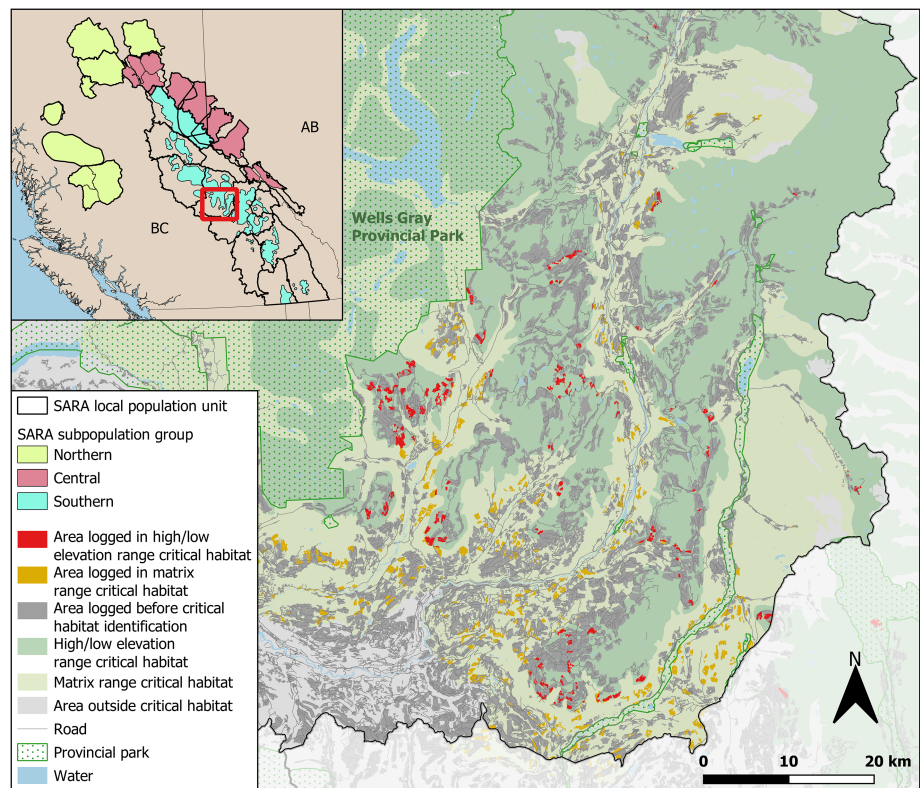 AB
BC
Wells Gray
Provincial Park
SARA local population unit
SARA subpopulation group
Northern
Central
Southern
Area logged in high/low
elevation range critical habitat
Area logged in matrix
range critical habitat
Area logged before critical
habitat identification
High/low elevation
range critical habitat
Matrix range critical habitat
Area outside critical habitat
Road
Provincial park
Water
N
0 10 20 km